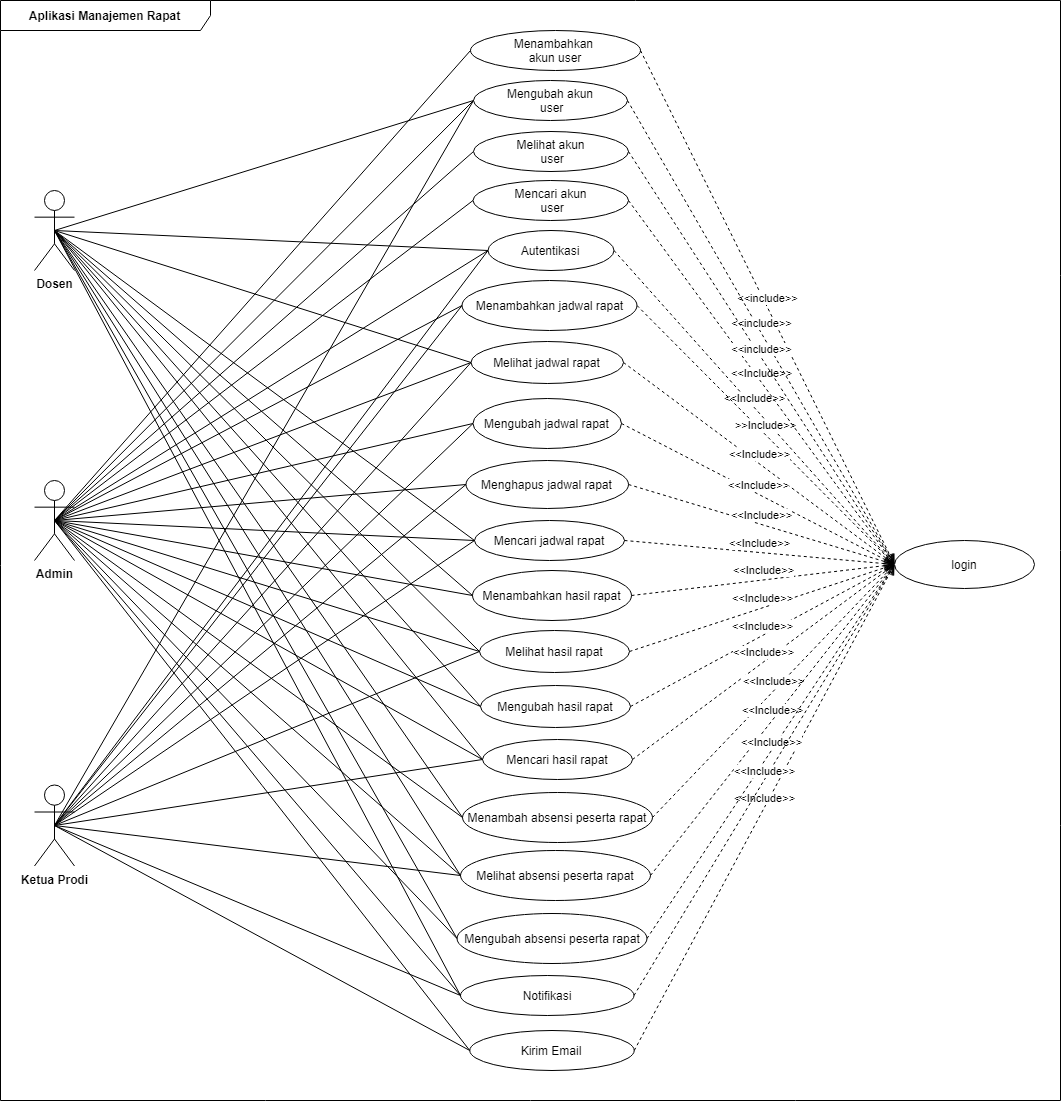 Aplikasi Manajemen Rapat
Menambahkan
akun user
Mengubah akun
user
Melihat akun
user
Mencari akun
user
Dosen
Autentikasi
Menambahkan jadwal rapat
<<include>>
<<include>>
<<include>>
Melihat jadwal rapat
<<Include>>
<<Include>>
Mengubah jadwal rapat
>>Include>>
<<Include>>
Menghapus jadwal rapat
<<Include>>
<<Include>>
Admin
Mencari jadwal rapat
<<Include>>
login
<<Include>>
Menambahkan hasil rapat
<<Include>>
<<Include>>
Melihat hasil rapat
<<Include>>
<<Include>>
Mengubah hasil rapat
<<Include>>
<<Include>>
Mencari hasil rapat
<<Include>>
<<Include>>
Menambah absensi peserta rapat
Ketua Prodi
Melihat absensi peserta rapat
Mengubah absensi peserta rapat
Notifikasi
Kirim Email